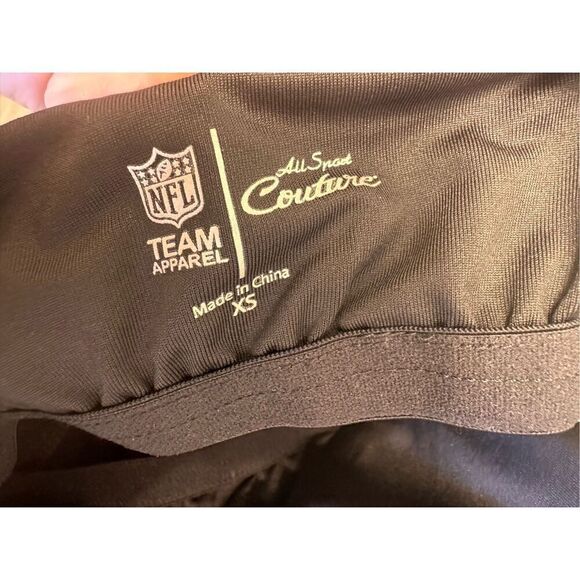 NFL
TEAM
APPAREL
All Sport
Couture
Made in China
XS